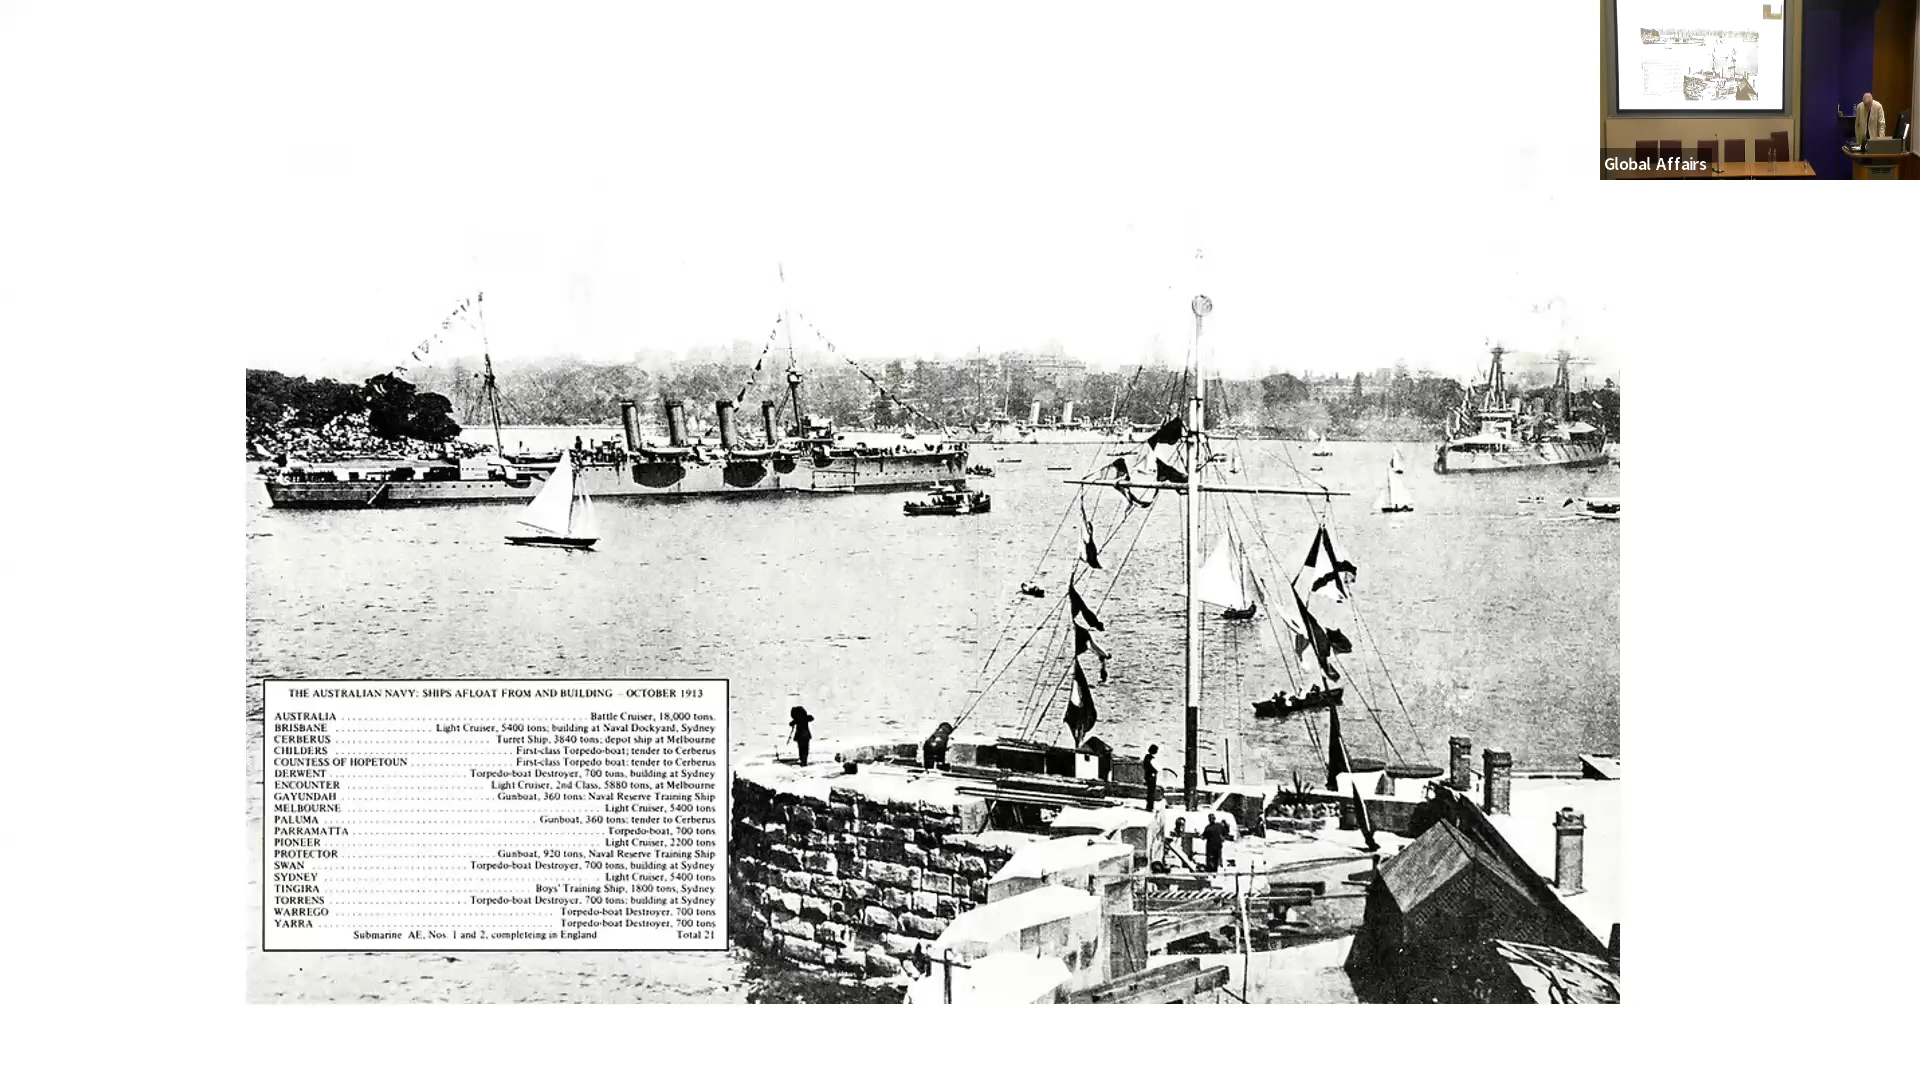 Global Affairs
THE AUSTRALIAN NAVY: SHIPS AFLOAT FROM AND BUILDING – OCTOBER 1913
AUSTRALIA Battle Cruiser, 18,000 tons.
BRISBANE Light Cruiser, 5400 tons; building at Naval Dockyard, Sydney
CERBERUS Turret Ship, 3840 tons; depot ship at Melbourne
CHILDERS First-class Torpedo-boat; tender to Cerberus
COUNTESS OF HOPETOUN First-class Torpedo boat; tender to Cerberus
DERWENT Torpedo-boat Destroyer, 700 tons, building at Sydney
ENCOUNTER Light Cruiser, 2nd Class, 5880 tons, at Melbourne
GAYUNDAH Gunboat, 360 tons; Naval Reserve Training Ship
MELBOURNE Light Cruiser, 5400 tons
PALUMA Gunboat, 360 tons; tender to Cerberus
PARRAMATTA Torpedo-boat, 700 tons
PIONEER Light Cruiser, 2200 tons
PROTECTOR Gunboat, 920 tons, Naval Reserve Training Ship
SWAN Torpedo-boat Destroyer, 700 tons, building at Sydney
SYDNEY Light Cruiser, 5400 tons
TINGIRA Boys' Training Ship, 1800 tons, Sydney
TORRENS Torpedo-boat Destroyer, 700 tons; building at Sydney
WARREGO Torpedo-boat Destroyer, 700 tons
YARRA Torpedo-boat Destroyer, 700 tons
Submarine AE, Nos. 1 and 2, completeing in England Total 21